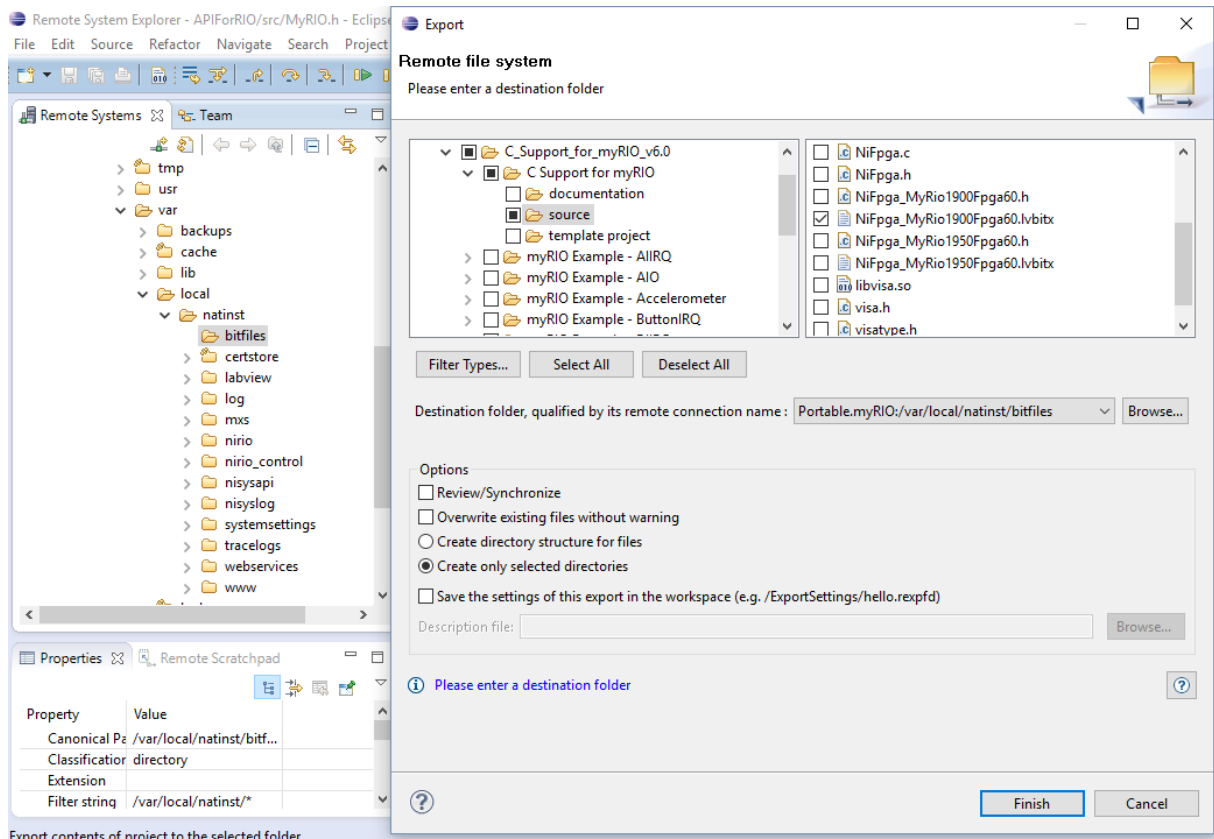 Remote System Explorer - APIForRIO/src/MyRIO.h - Eclipse
File Edit Source Refactor Navigate Search Project
Remote Systems Team
tmp
usr
var
backups
cache
lib
local
natinst
bitfiles
certstore
labview
log
mxs
nirio
nirio_control
nisysapi
nisyslog
systemsettings
tracelogs
webservices
www
Properties Remote Scratchpad
Property Value
Canonical Pa /var/local/natinst/bitf...
Classification directory
Extension
Filter string /var/local/natinst/*
Export contents of project to the selected folder
Export
Remote file system
Please enter a destination folder
C_Support_for_myRIO_v6.0
C Support for myRIO
documentation
source
template project
myRIO Example - AIIRQ
myRIO Example - AIO
myRIO Example - Accelerometer
myRIO Example - ButtonIRQ
NiFpga.c
NiFpga.h
NiFpga_MyRio1900Fpga60.h
NiFpga_MyRio1900Fpga60.lvbitx
NiFpga_MyRio1950Fpga60.h
NiFpga_MyRio1950Fpga60.lvbitx
libvisa.so
visa.h
visatype.h
Filter Types... Select All Deselect All
Destination folder, qualified by its remote connection name : Portable.myRIO:/var/local/natinst/bitfiles Browse...
Options
Review/Synchronize
Overwrite existing files without warning
Create directory structure for files
Create only selected directories
Save the settings of this export in the workspace (e.g. /ExportSettings/hello.rexpfd)
Description file: Browse...
Please enter a destination folder
Finish Cancel